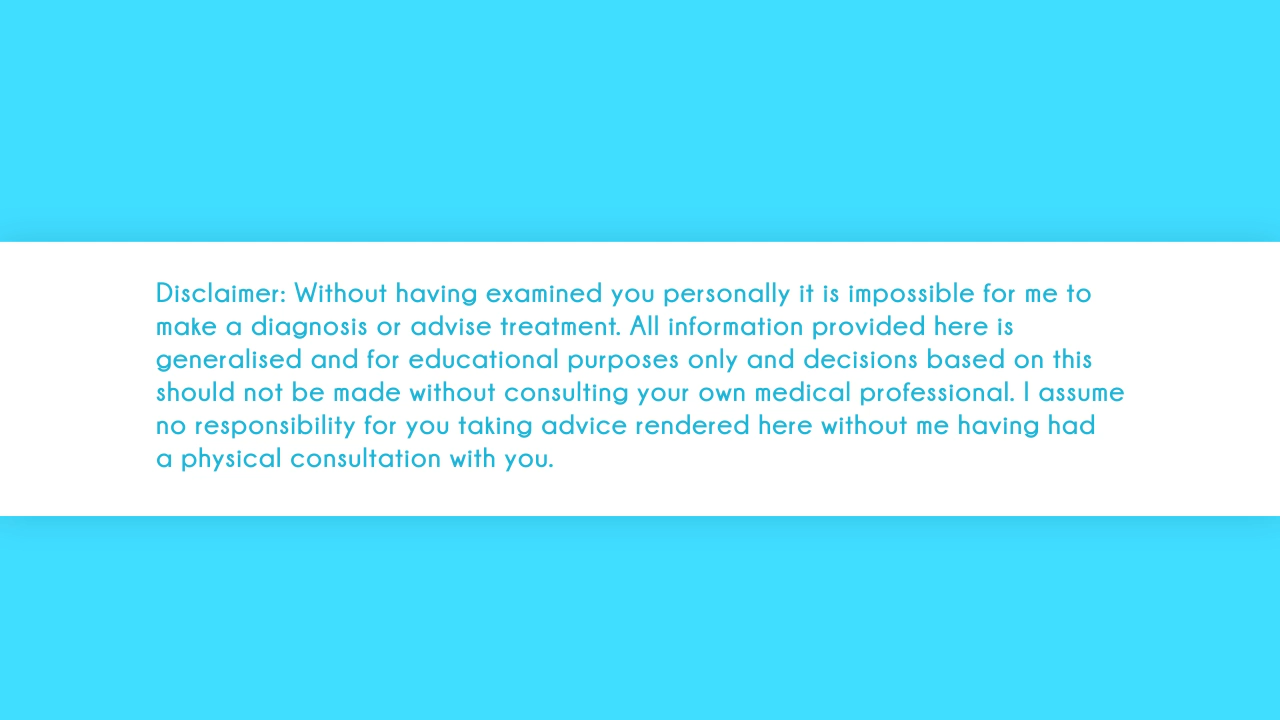 Disclaimer: Without having examined you personally it is impossible for me to
make a diagnosis or advise treatment. All information provided here is
generalised and for educational purposes only and decisions based on this
should not be made without consulting your own medical professional. I assume
no responsibility for you taking advice rendered here without me having had
a physical consultation with you.